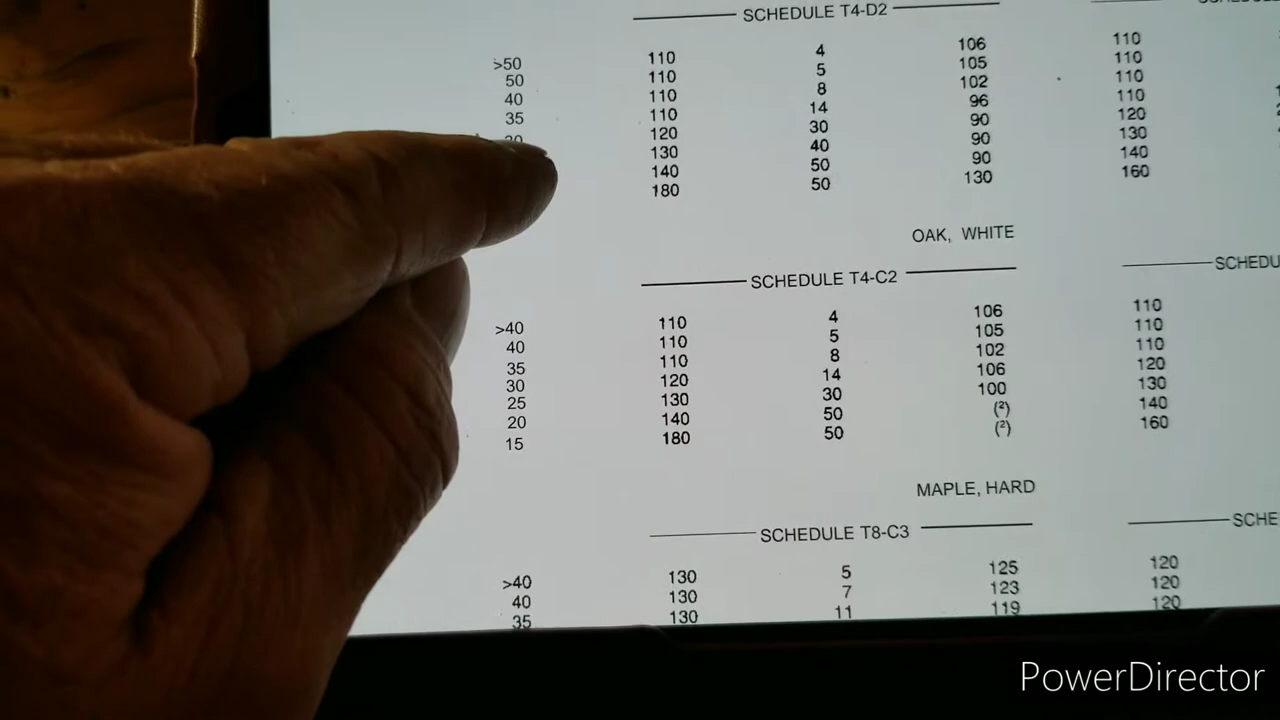 SCHEDULE T4-D2
>50 110 4 106 110
50 110 5 105 110
40 110 8 102 110
35 110 14 96 110
120 30 90 120
130 40 90 130
140 50 90 140
180 50 130 160
OAK, WHITE
SCHEDULE T4-C2 SCHEDU
>40 110 4 106 110
40 110 5 105 110
35 110 8 102 110
30 120 14 106 120
25 130 30 100 130
20 140 50 (²) 140
15 180 50 (²) 160
MAPLE, HARD
SCHEDULE T8-C3 SCHE
>40 130 5 125 120
40 130 7 123 120
35 130 11 119 120
PowerDirector